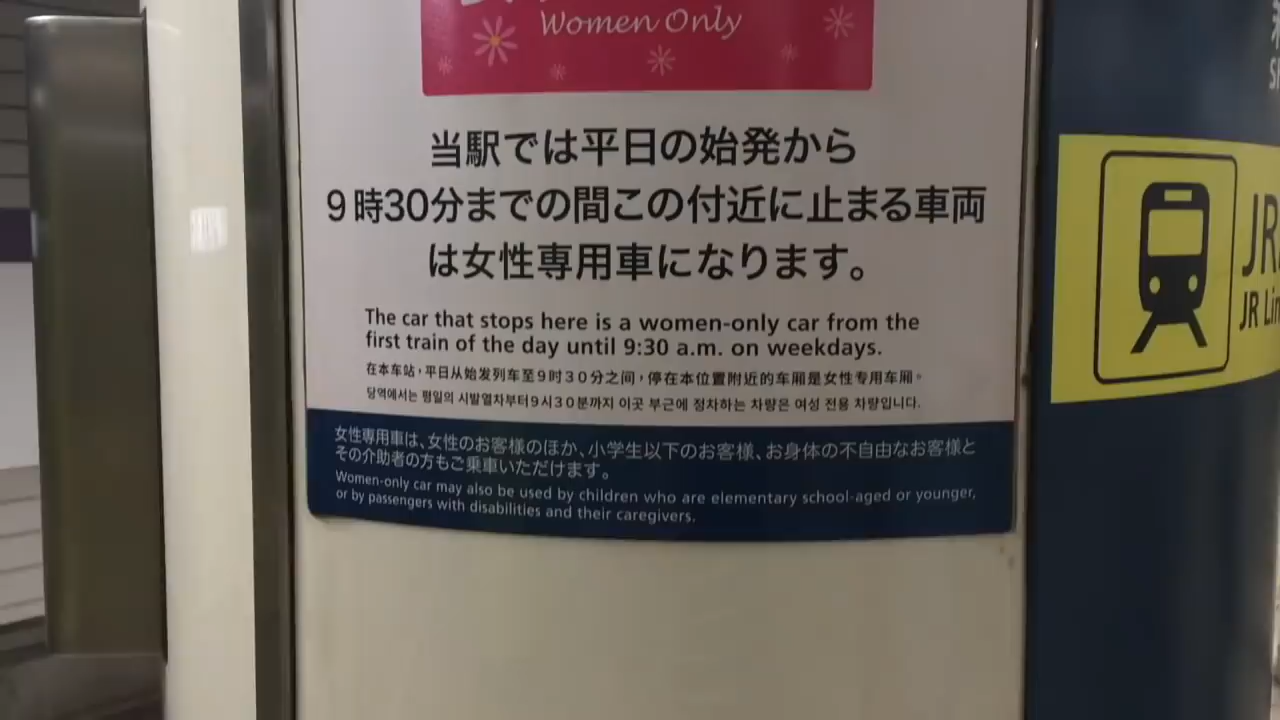 Women Only
当駅では平日の始発から
9時30分までの間この付近に止まる車両
は女性専用車になります。
The car that stops here is a women-only car from the
first train of the day until 9:30 a.m. on weekdays.
在本车站，平日从始发列车至9时30分之间，停在本位置附近的车厢是女性专用车厢。
당역에서는 평일의 시발열차부터9시30분까지 이곳 부근에 정차하는 차량은 여성 전용 차량입니다.
女性専用車は、女性のお客様のほか、小学生以下のお客様、お身体の不自由なお客様と
その介助者の方もご乗車いただけます。
Women-only car may also be used by children who are elementary school-aged or younger,
or by passengers with disabilities and their caregivers.
JR
JR